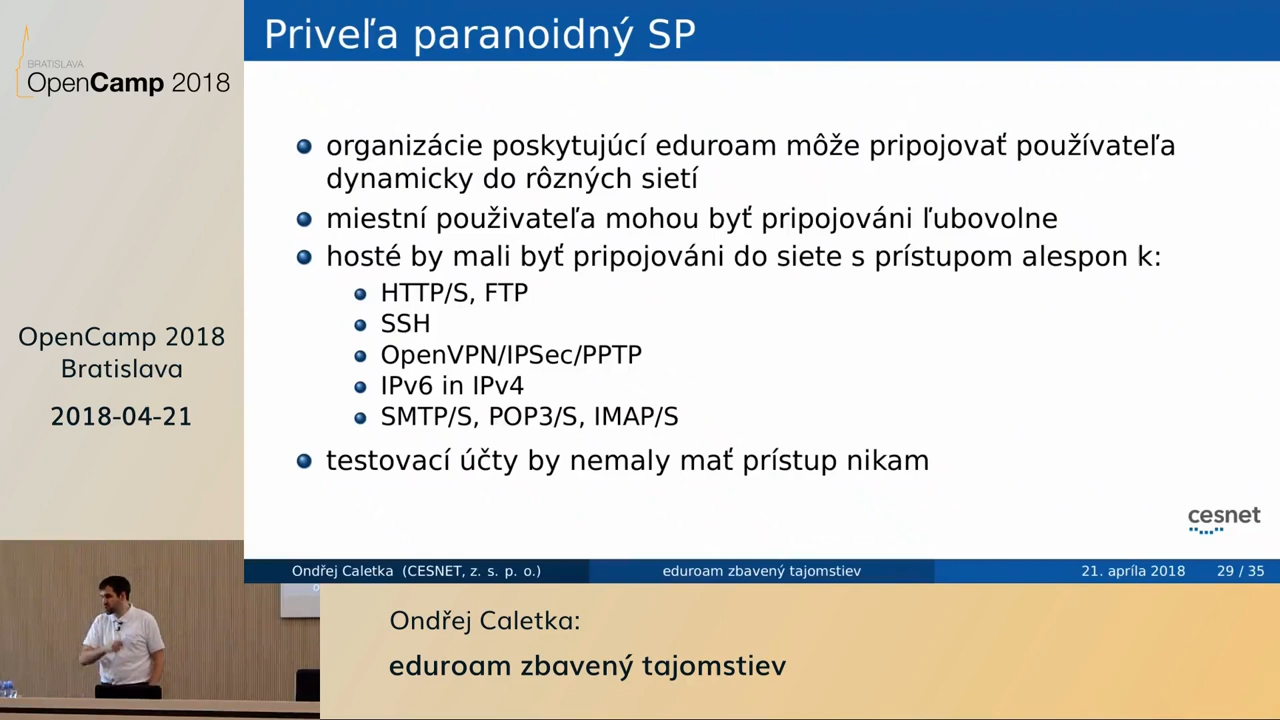 BRATISLAVA
OpenCamp 2018
OpenCamp 2018
Bratislava
2018-04-21
Priveľa paranoidný SP
organizácie poskytujúcí eduroam môže pripojovať používateľa
dynamicky do rôzných sietí
miestní použivateľa mohou byť pripojováni ľubovolne
hosté by mali byť pripojováni do siete s prístupom alespon k:
HTTP/S, FTP
SSH
OpenVPN/IPSec/PPTP
IPv6 in IPv4
SMTP/S, POP3/S, IMAP/S
testovací účty by nemaly mať prístup nikam
cesnet
Ondřej Caletka (CESNET, z. s. p. o.)
eduroam zbavený tajomstiev
21. apríla 2018
29 / 35
Ondřej Caletka:
eduroam zbavený tajomstiev